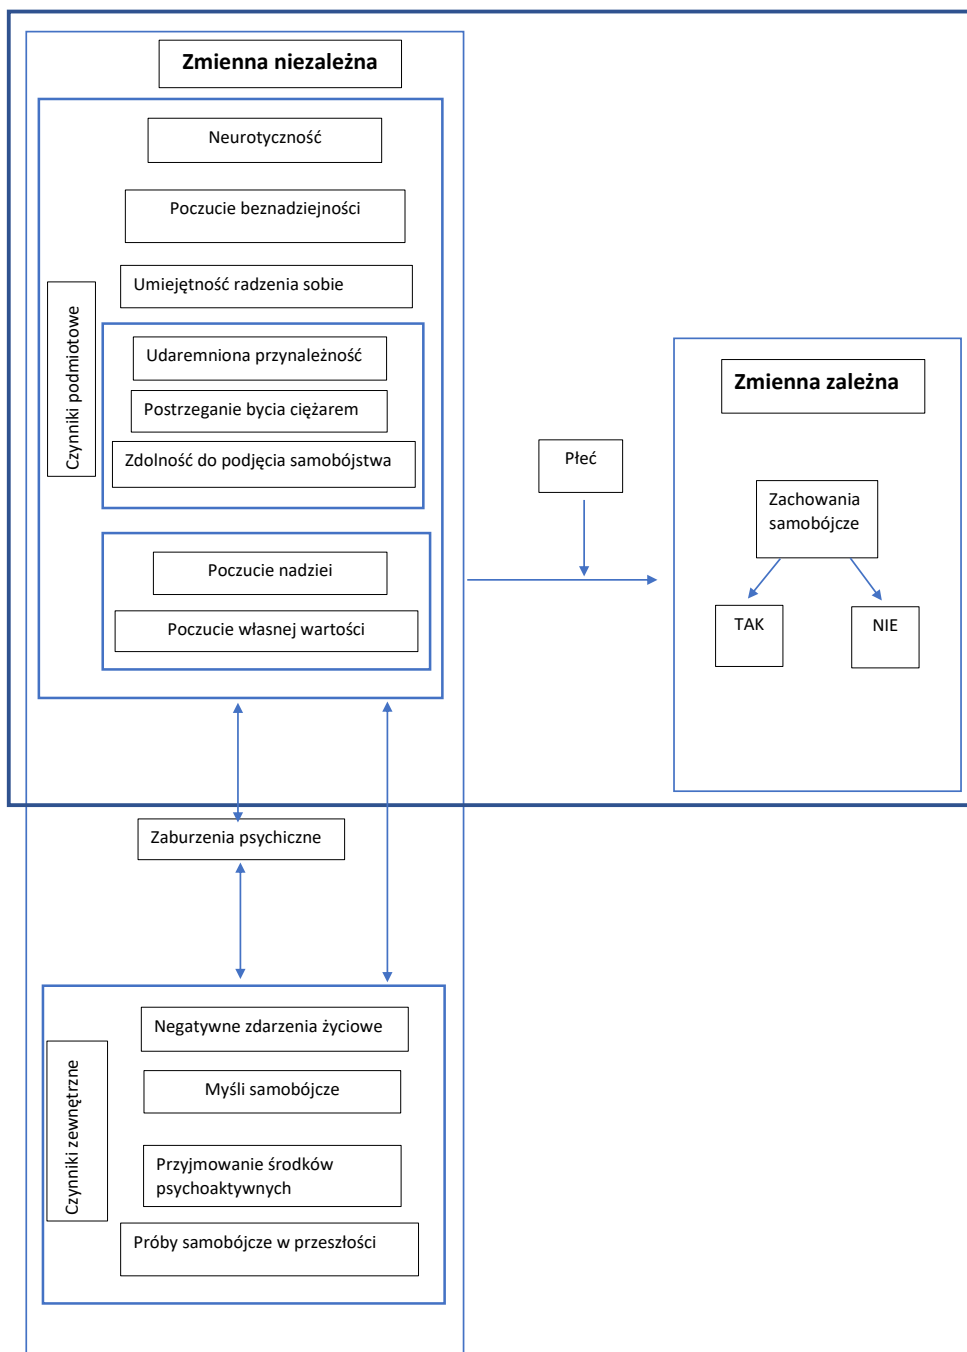 Zmienna niezależna
Neurotyczność
Poczucie beznadziejności
Umiejętność radzenia sobie
Czynniki podmiotowe
Udaremniona przynależność
Postrzeganie bycia ciężarem
Zdolność do podjęcia samobójstwa
Poczucie nadziei
Poczucie własnej wartości
Płeć
Zmienna zależna
Zachowania
samobójcze
TAK
NIE
Zaburzenia psychiczne
Czynniki zewnętrzne
Negatywne zdarzenia życiowe
Myśli samobójcze
Przyjmowanie środków
psychoaktywnych
Próby samobójcze w przeszłości